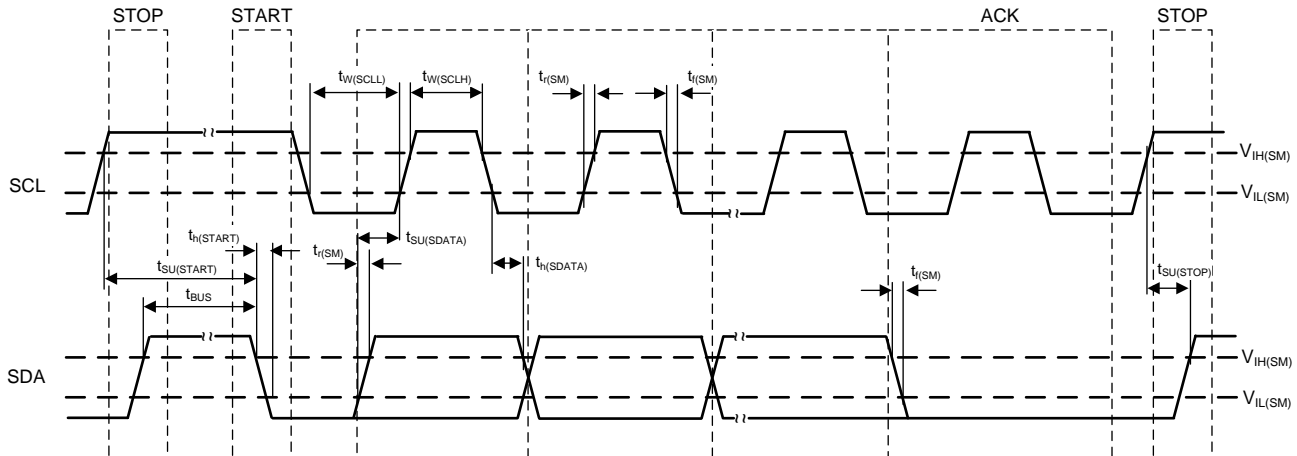 STOP START ACK STOP
tW(SCLL) tW(SCLH) tr(SM) tf(SM)
VIH(SM)
SCL
VIL(SM)
th(START) tr(SM) tSU(SDATA)
th(SDATA)
tSU(START) tf(SM) tSU(STOP)
tBUS
VIH(SM)
SDA
VIL(SM)